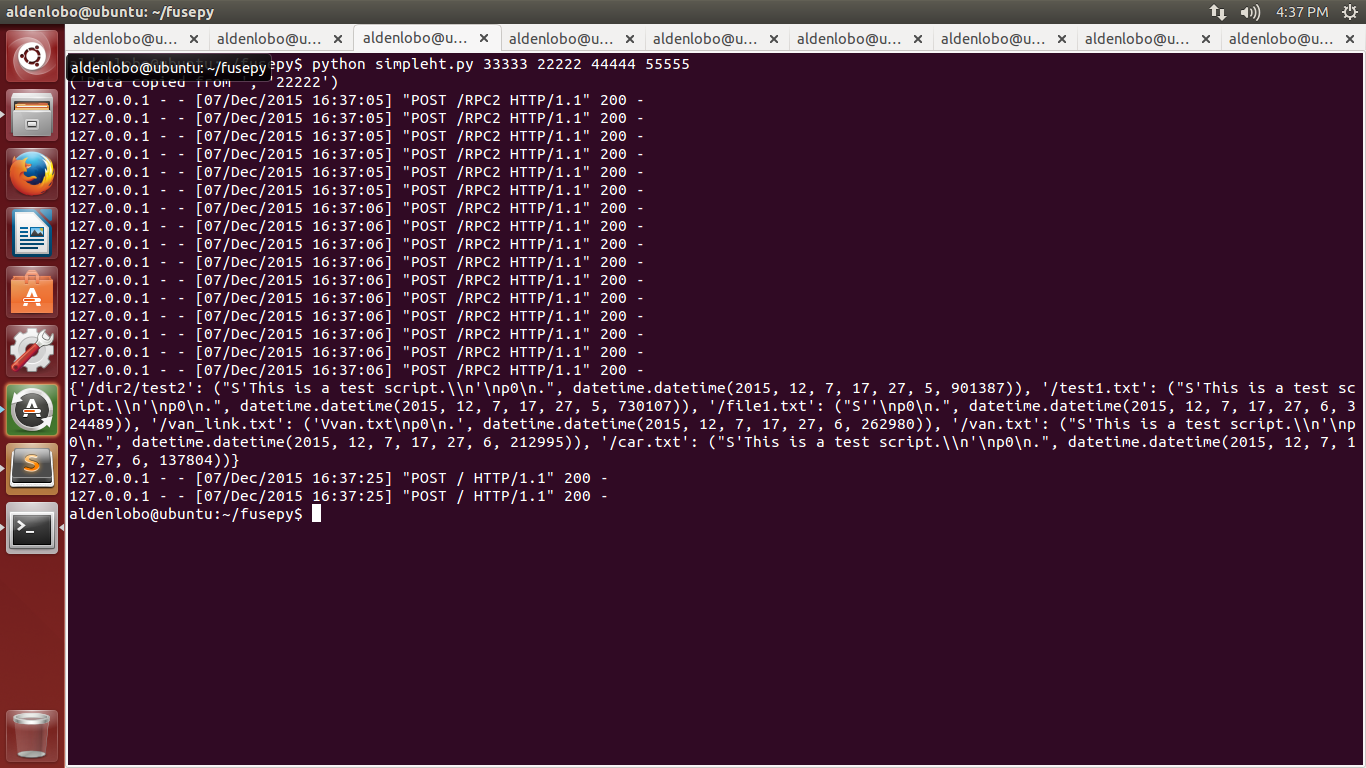 aldenlobo@ubuntu: ~/fusepy
4:37 PM
aldenlobo@u... × aldenlobo@u... × aldenlobo@u... × aldenlobo@u... × aldenlobo@u... × aldenlobo@u... × aldenlobo@u... × aldenlobo@u... × aldenlobo@u... ×
aldenlobo@ubuntu: ~/fusepy
sepy$ python simpleht.py 33333 22222 44444 55555
('Data copied from ', '22222')
127.0.0.1 - - [07/Dec/2015 16:37:05] "POST /RPC2 HTTP/1.1" 200 -
127.0.0.1 - - [07/Dec/2015 16:37:05] "POST /RPC2 HTTP/1.1" 200 -
127.0.0.1 - - [07/Dec/2015 16:37:05] "POST /RPC2 HTTP/1.1" 200 -
127.0.0.1 - - [07/Dec/2015 16:37:05] "POST /RPC2 HTTP/1.1" 200 -
127.0.0.1 - - [07/Dec/2015 16:37:05] "POST /RPC2 HTTP/1.1" 200 -
127.0.0.1 - - [07/Dec/2015 16:37:05] "POST /RPC2 HTTP/1.1" 200 -
127.0.0.1 - - [07/Dec/2015 16:37:06] "POST /RPC2 HTTP/1.1" 200 -
127.0.0.1 - - [07/Dec/2015 16:37:06] "POST /RPC2 HTTP/1.1" 200 -
127.0.0.1 - - [07/Dec/2015 16:37:06] "POST /RPC2 HTTP/1.1" 200 -
127.0.0.1 - - [07/Dec/2015 16:37:06] "POST /RPC2 HTTP/1.1" 200 -
127.0.0.1 - - [07/Dec/2015 16:37:06] "POST /RPC2 HTTP/1.1" 200 -
127.0.0.1 - - [07/Dec/2015 16:37:06] "POST /RPC2 HTTP/1.1" 200 -
127.0.0.1 - - [07/Dec/2015 16:37:06] "POST /RPC2 HTTP/1.1" 200 -
127.0.0.1 - - [07/Dec/2015 16:37:06] "POST /RPC2 HTTP/1.1" 200 -
127.0.0.1 - - [07/Dec/2015 16:37:06] "POST /RPC2 HTTP/1.1" 200 -
127.0.0.1 - - [07/Dec/2015 16:37:06] "POST /RPC2 HTTP/1.1" 200 -
{'/dir2/test2': ("S'This is a test script.\\n'\np0\n.", datetime.datetime(2015, 12, 7, 17, 27, 5, 901387)), '/test1.txt': ("S'This is a test sc
ript.\\n'\np0\n.", datetime.datetime(2015, 12, 7, 17, 27, 5, 730107)), '/file1.txt': ("S''\np0\n.", datetime.datetime(2015, 12, 7, 17, 27, 6, 3
24489)), '/van_link.txt': ('Vvan.txt\np0\n.', datetime.datetime(2015, 12, 7, 17, 27, 6, 262980)), '/van.txt': ("S'This is a test script.\\n'\np
0\n.", datetime.datetime(2015, 12, 7, 17, 27, 6, 212995)), '/car.txt': ("S'This is a test script.\\n'\np0\n.", datetime.datetime(2015, 12, 7, 1
7, 27, 6, 137804))}
127.0.0.1 - - [07/Dec/2015 16:37:25] "POST / HTTP/1.1" 200 -
127.0.0.1 - - [07/Dec/2015 16:37:25] "POST / HTTP/1.1" 200 -
aldenlobo@ubuntu:~/fusepy$